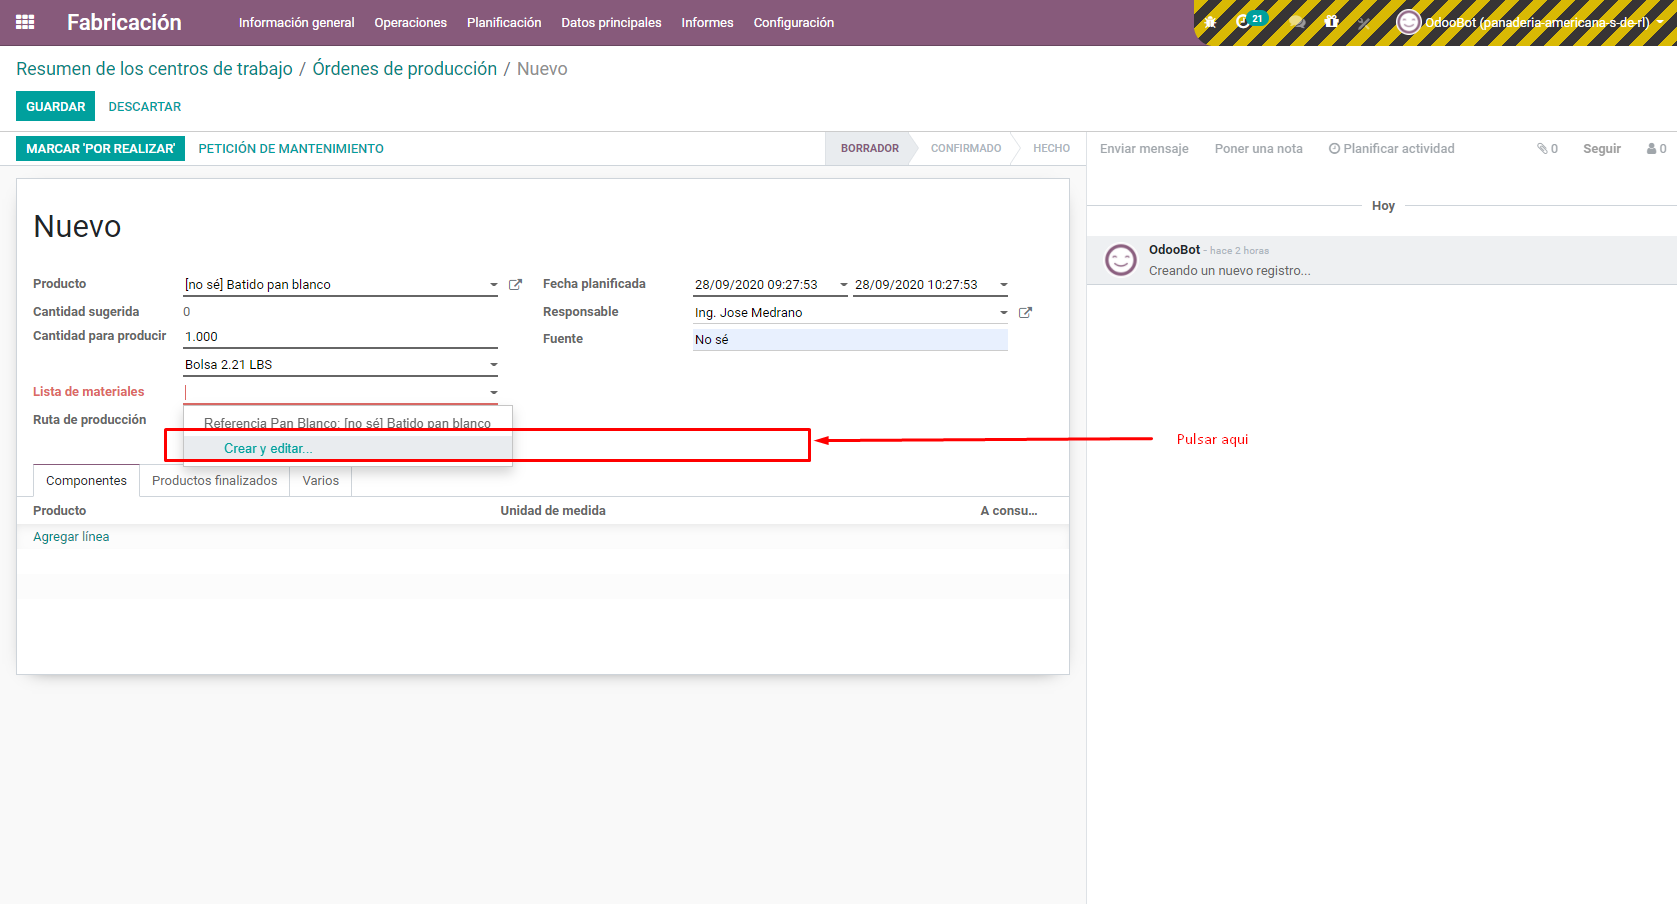 Fabricación
Información general Operaciones Planificación Datos principales Informes Configuración
21
OdooBot (panaderia-americana-s-de-rl)
Resumen de los centros de trabajo / Órdenes de producción / Nuevo
GUARDAR DESCARTAR
MARCAR 'POR REALIZAR' PETICIÓN DE MANTENIMIENTO
BORRADOR CONFIRMADO HECHO
Enviar mensaje Poner una nota Planificar actividad 0 Seguir 0
Hoy
OdooBot - hace 2 horas
Creando un nuevo registro...
Nuevo
Producto [no sé] Batido pan blanco
Cantidad sugerida 0
Cantidad para producir 1.000
Bolsa 2.21 LBS
Lista de materiales
Ruta de producción
Fecha planificada 28/09/2020 09:27:53 28/09/2020 10:27:53
Responsable Ing. Jose Medrano
Fuente No sé
Referencia Pan Blanco: [no sé] Batido pan blanco
Crear y editar...
Pulsar aqui
Componentes Productos finalizados Varios
Producto Unidad de medida A consu...
Agregar línea